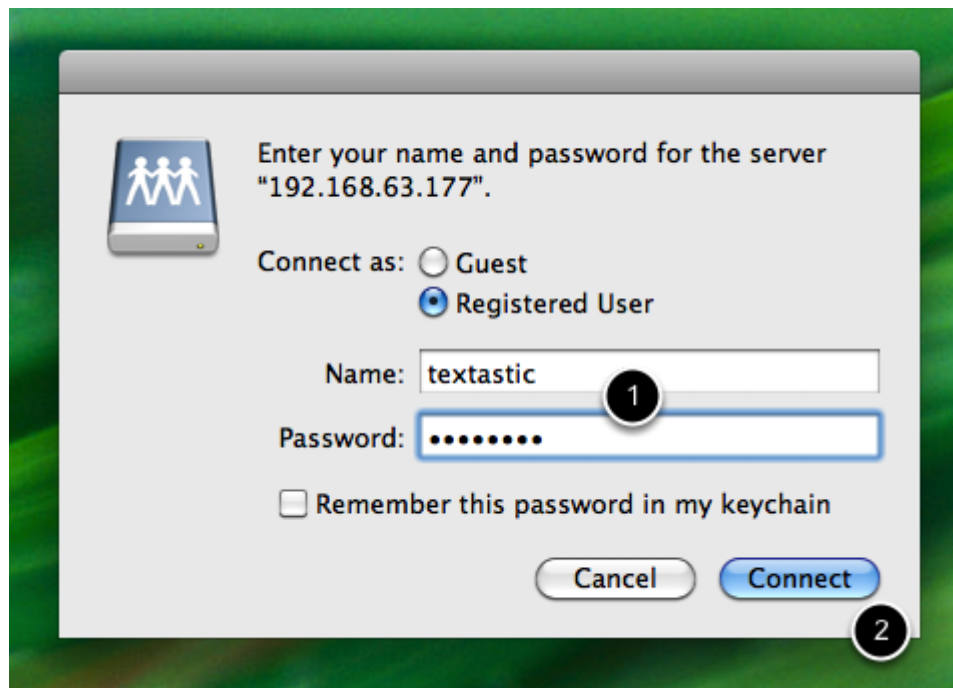 Enter your name and password for the server
“192.168.63.177”.
Connect as: Guest
Registered User
Name: textastic
1
Password: ••••••••
Remember this password in my keychain
Cancel Connect
2